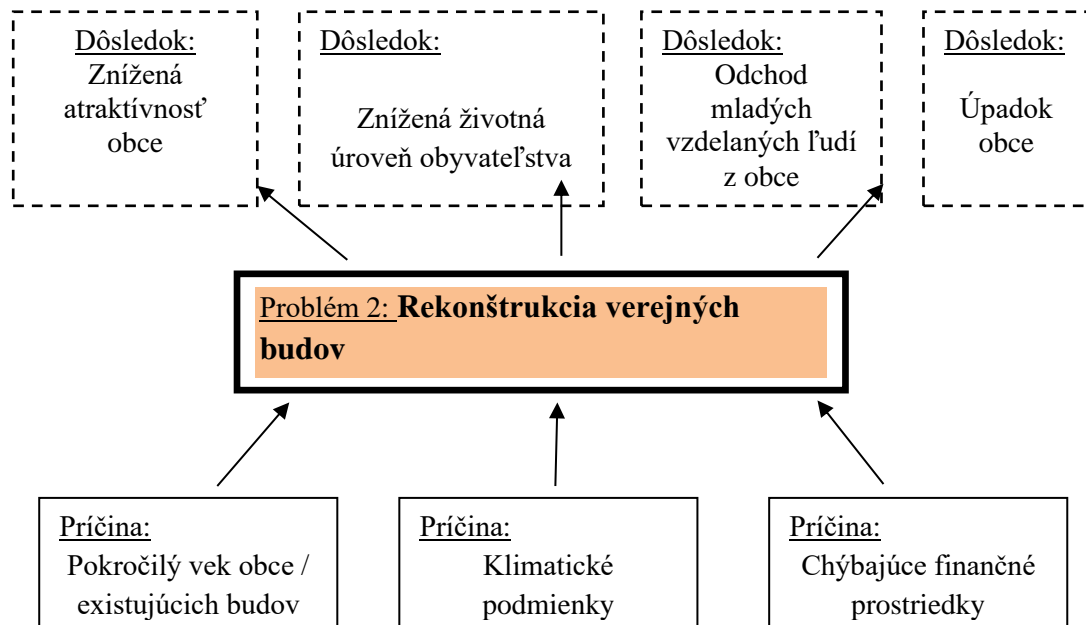 Dôsledok:
Znížená
atraktívnosť
obce
Dôsledok:
Znížená životná
úroveň obyvateľstva
Dôsledok:
Odchod
mladých
vzdelaných ľudí
z obce
Dôsledok:
Úpadok
obce
Problém 2: Rekonštrukcia verejných
budov
Príčina:
Pokročilý vek obce /
existujúcich budov
Príčina:
Klimatické
podmienky
Príčina:
Chýbajúce finančné
prostriedky